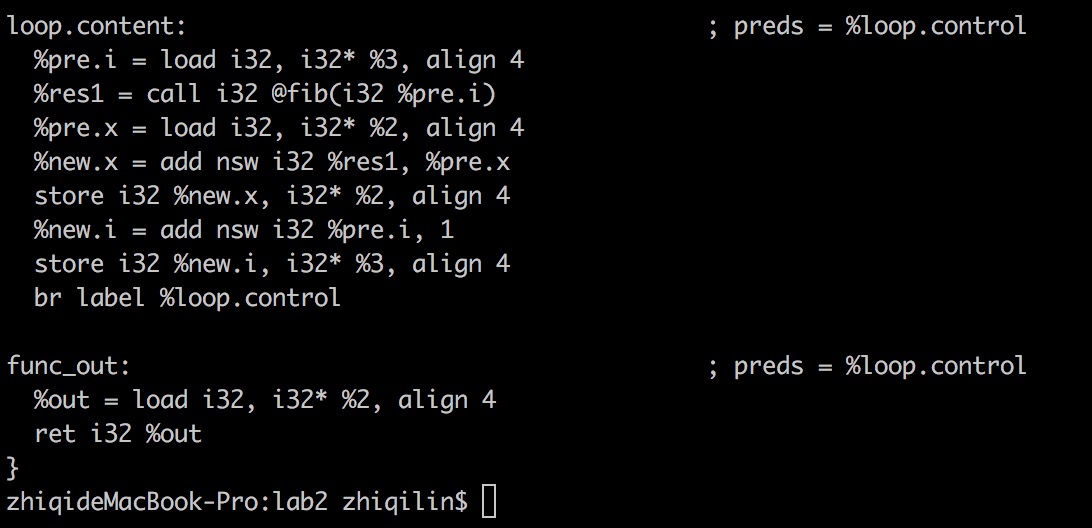 loop.content:                                     ; preds = %loop.control
  %pre.i = load i32, i32* %3, align 4
  %res1 = call i32 @fib(i32 %pre.i)
  %pre.x = load i32, i32* %2, align 4
  %new.x = add nsw i32 %res1, %pre.x
  store i32 %new.x, i32* %2, align 4
  %new.i = add nsw i32 %pre.i, 1
  store i32 %new.i, i32* %3, align 4
  br label %loop.control

func_out:                                         ; preds = %loop.control
  %out = load i32, i32* %2, align 4
  ret i32 %out
}
zhiqideMacBook-Pro:lab2 zhiqilin$